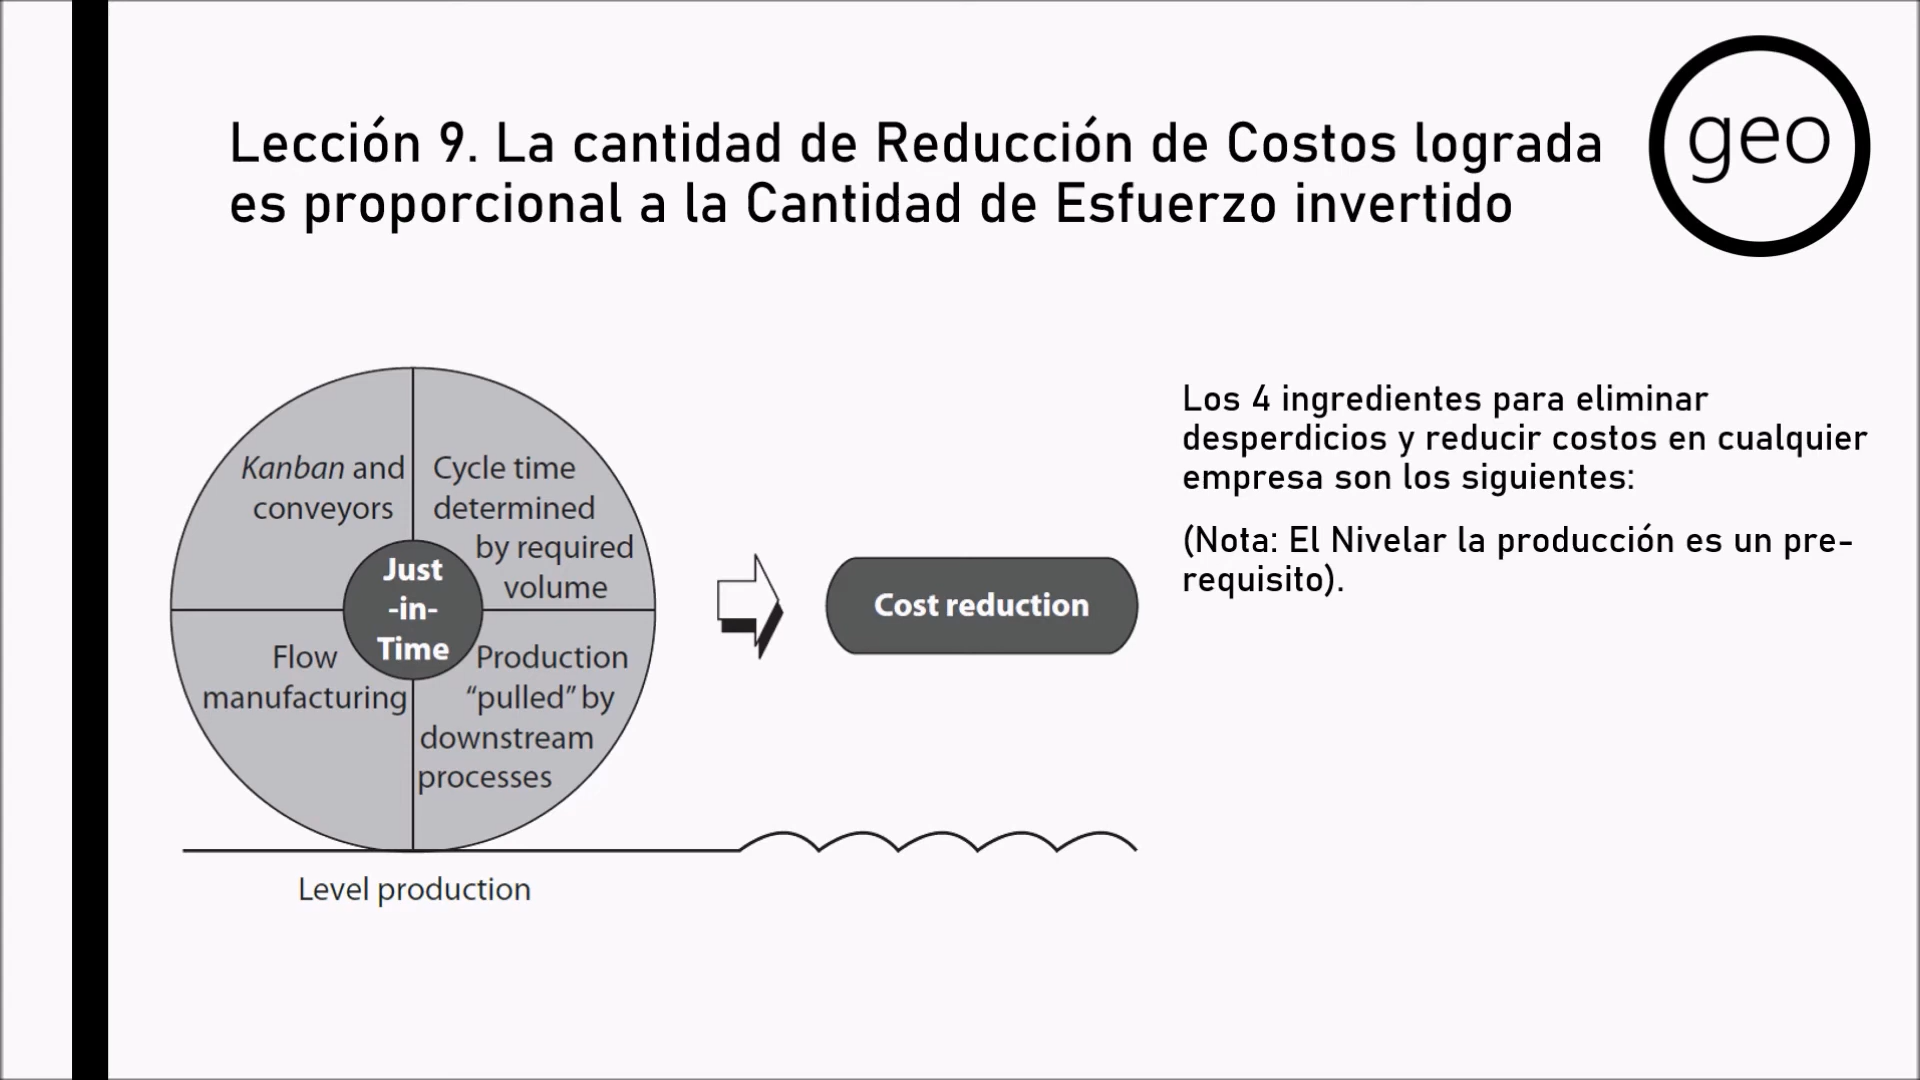 Lección 9. La cantidad de Reducción de Costos lograda
es proporcional a la Cantidad de Esfuerzo invertido
geo
Kanban and
conveyors
Cycle time
determined
by required
volume
Just
-in-
Time
Flow
manufacturing
Production
“pulled” by
downstream
processes
Level production
Cost reduction
Los 4 ingredientes para eliminar
desperdicios y reducir costos en cualquier
empresa son los siguientes:
(Nota: El Nivelar la producción es un pre-
requisito).